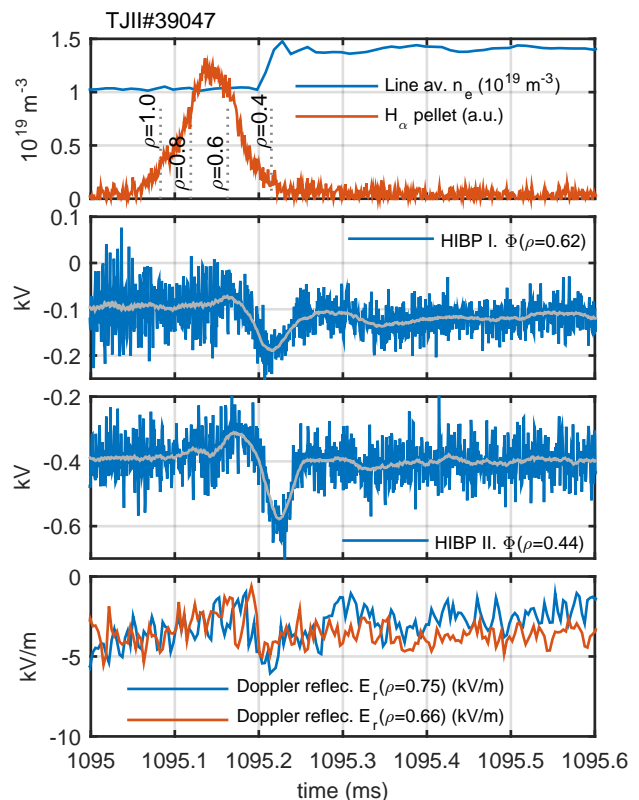 TJII#39047
1.5
1
0.5
0
10^19 m^-3
ρ=1.0
ρ=0.8
ρ=0.6
ρ=0.4
Line av. n_e (10^19 m^-3)
H_α pellet (a.u.)
0.1
0
-0.1
-0.2
kV
HIBP I. Φ(ρ=0.62)
-0.2
-0.4
-0.6
kV
HIBP II. Φ(ρ=0.44)
0
-5
-10
kV/m
Doppler reflec. E_r(ρ=0.75) (kV/m)
Doppler reflec. E_r(ρ=0.66) (kV/m)
1095 1095.1 1095.2 1095.3 1095.4 1095.5 1095.6
time (ms)